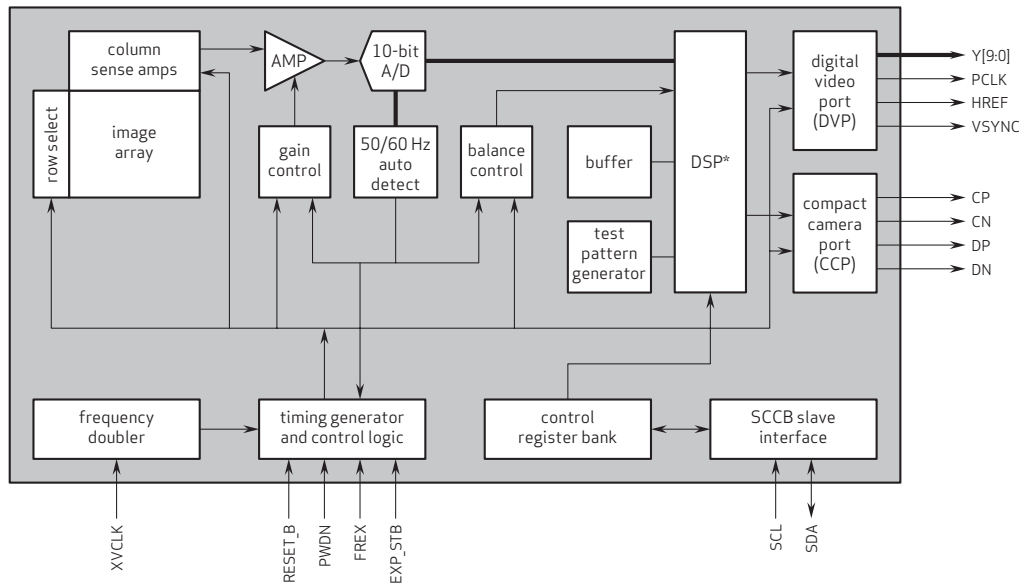 column
sense amps
row select
image
array
AMP
10-bit
A/D
gain
control
50/60 Hz
auto
detect
balance
control
buffer
test
pattern
generator
DSP*
digital
video
port
(DVP)
compact
camera
port
(CCP)
Y[9:0]
PCLK
HREF
VSYNC
CP
CN
DP
DN
frequency
doubler
timing generator
and control logic
control
register bank
SCCB slave
interface
XVCLK
RESET_B
PWDN
FREX
EXP_STB
SCL
SDA